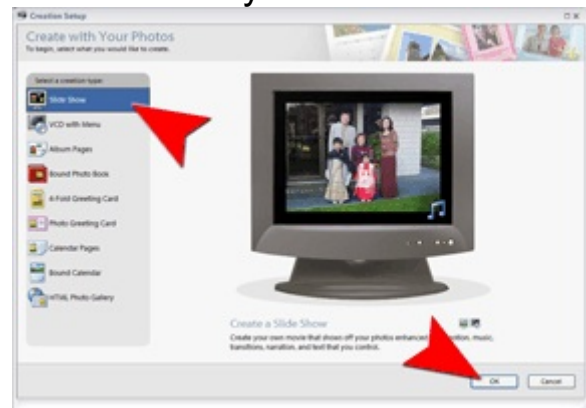 Creation Setup
Create with Your Photos
To begin, select what you would like to create.
Select a creation type:
Slide Show
VCD with Menu
Album Pages
Bound Photo Book
4-Fold Greeting Card
Photo Greeting Card
Calendar Pages
Bound Calendar
HTML Photo Gallery
Create a Slide Show
Create your own movie that shows off your photos enhanced music,
transitions, narration, and text that you control.
OK
Cancel